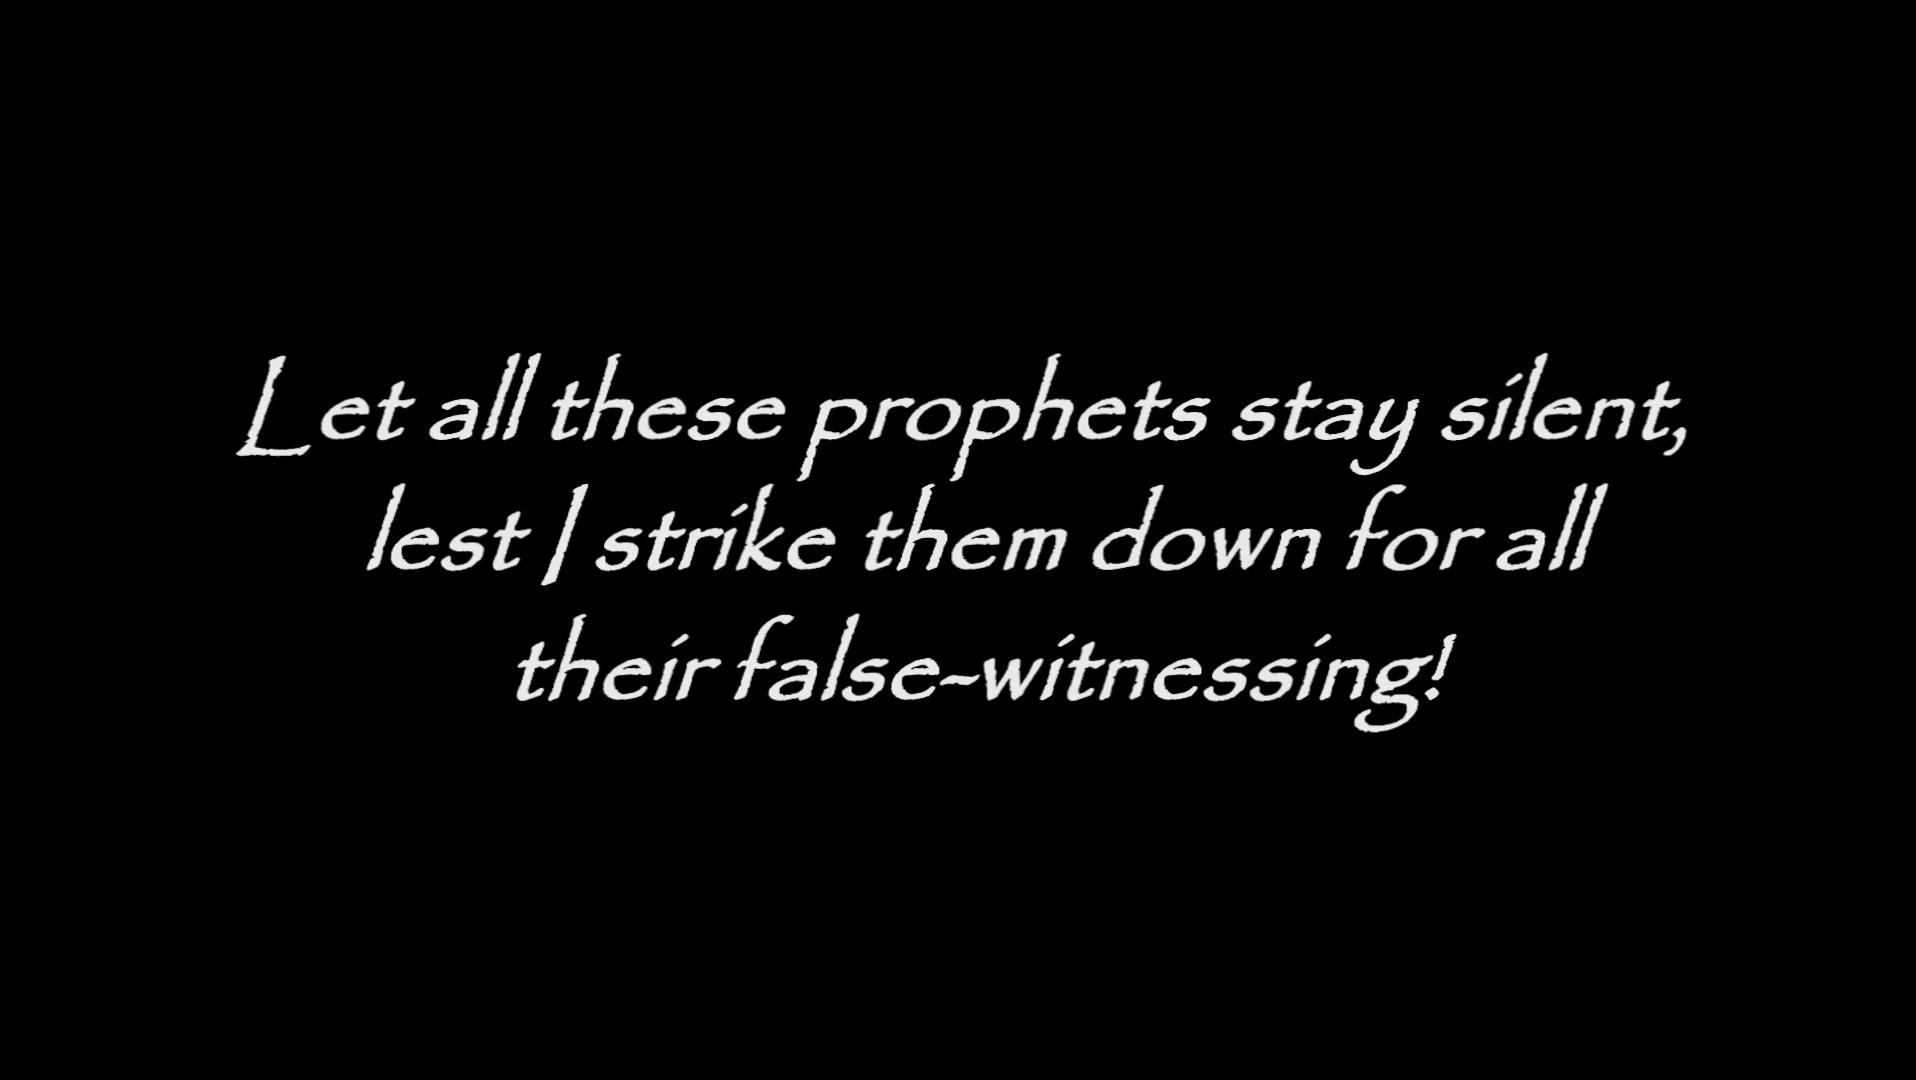 Let all these prophets stay silent,
lest I strike them down for all
their false-witnessing!